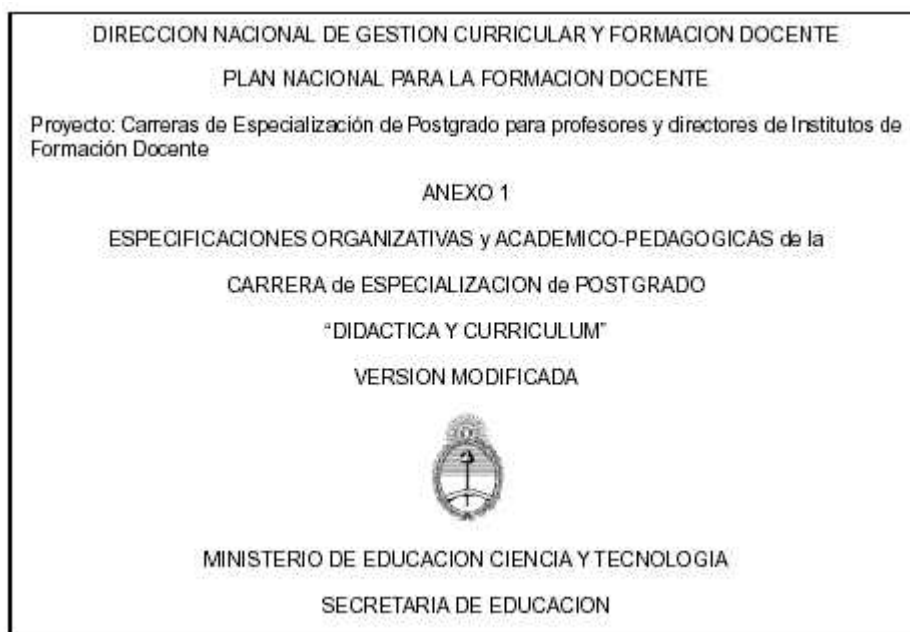 DIRECCION NACIONAL DE GESTION CURRICULAR Y FORMACION DOCENTE
PLAN NACIONAL PARA LA FORMACION DOCENTE
Proyecto: Carreras de Especialización de Postgrado para profesores y directores de Institutos de
Formación Docente
ANEXO 1
ESPECIFICACIONES ORGANIZATIVAS y ACADEMICO-PEDAGOGICAS de la
CARRERA de ESPECIALIZACION de POSTGRADO
“DIDACTICA Y CURRICULUM”
VERSION MODIFICADA
MINISTERIO DE EDUCACION CIENCIA Y TECNOLOGIA
SECRETARIA DE EDUCACION